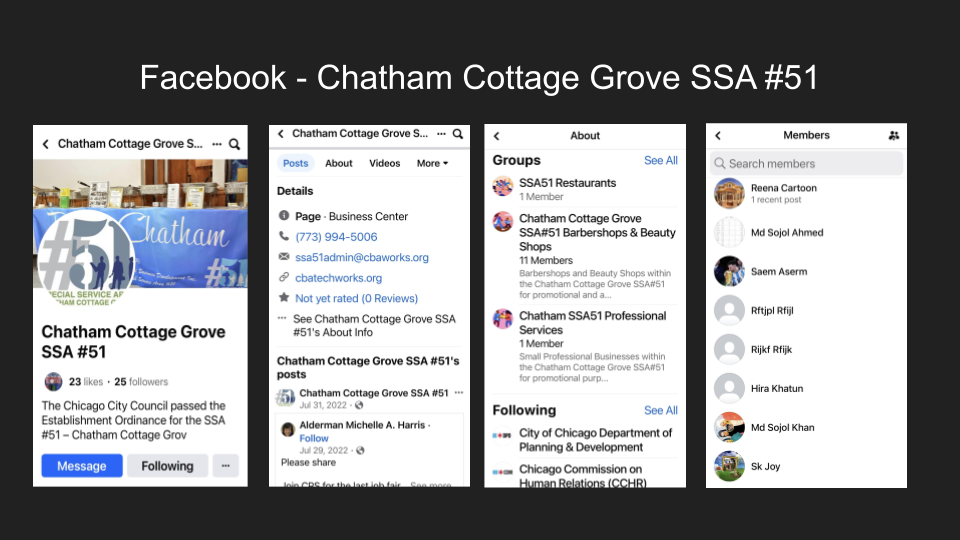 Facebook - Chatham Cottage Grove SSA #51
Chatham Cottage Grove S...
Chatham
#51
#51
ECIAL SERVICE AR
HAM COTTAGE G
Chatham Cottage Grove
SSA #51
23 likes · 25 followers
The Chicago City Council passed the
Establishment Ordinance for the SSA
#51 – Chatham Cottage Grov
Message
Following
Chatham Cottage Grove S...
Posts About Videos More
Details
Page · Business Center
(773) 994-5006
ssa51admin@cbaworks.org
cbatechworks.org
Not yet rated (0 Reviews)
See Chatham Cottage Grove SSA
#51's About Info
Chatham Cottage Grove SSA #51's
posts
Chatham Cottage Grove SSA #51
Jul 31, 2022 ·
Alderman Michelle A. Harris ·
Follow
Jul 29, 2022 ·
Please share
Join CPS for the last job fair... See more
About
Groups See All
SSA51 Restaurants
1 Member
Chatham Cottage Grove
SSA#51 Barbershops & Beauty
Shops
11 Members
Barbershops and Beauty Shops within
the Chatham Cottage Grove SSA#51
for promotional and a...
Chatham SSA51 Professional
Services
1 Member
Small Professional Businesses within
the Chatham Cottage Grove SSA#51
for promotional purp...
Following See All
City of Chicago Department of
Planning & Development
Chicago Commission on
Human Relations (CCHR)
Members
Search members
Reena Cartoon
1 recent post
Md Sojol Ahmed
Saem Aserm
Rftjpl Rfijl
Rijkf Rfijk
Hira Khatun
Md Sojol Khan
Sk Joy